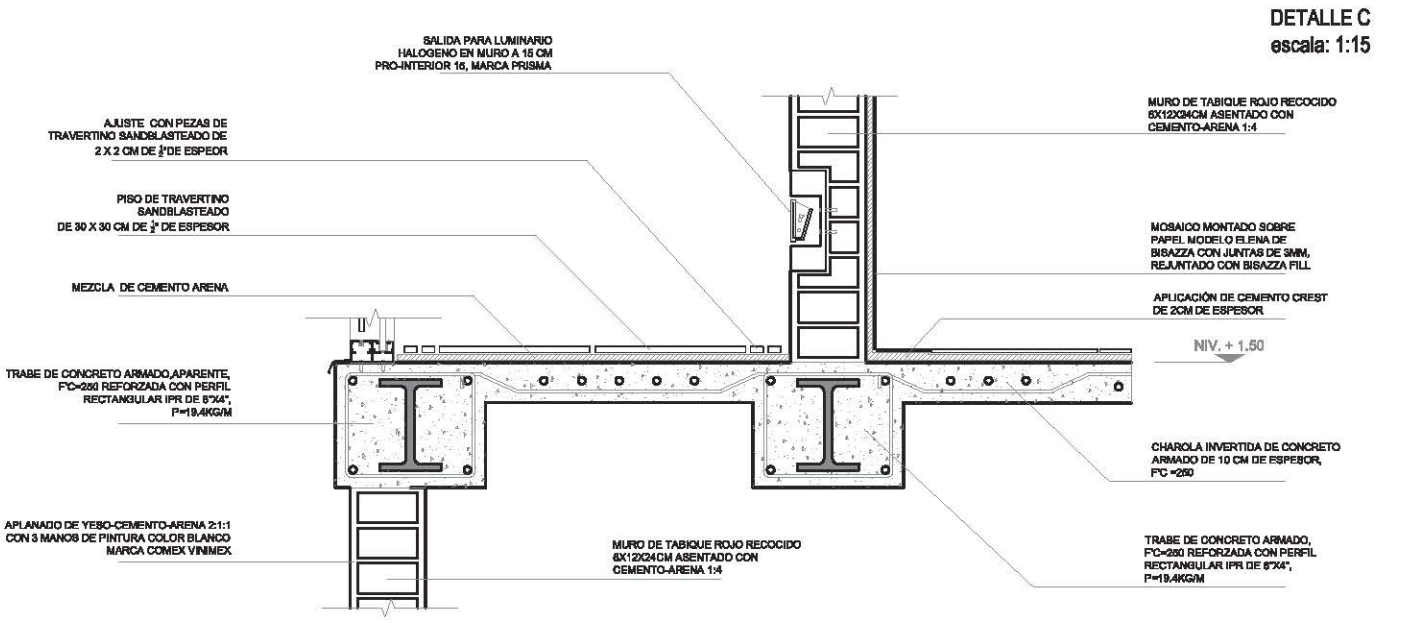 DETALLE C
escala: 1:15
SALIDA PARA LUMINARIO
HALOGENO EN MURO A 15 CM
PRO-INTERIOR 16, MARCA PRISMA
AJUSTE CON PEZAS DE
TRAVERTINO SANDBLASTEADO DE
2 X 2 CM DE ½"DE ESPEOR
PISO DE TRAVERTINO
SANDBLASTEADO
DE 30 X 30 CM DE ½" DE ESPESOR
MEZCLA DE CEMENTO ARENA
TRABE DE CONCRETO ARMADO,APARENTE,
F'C=250 REFORZADA CON PERFIL
RECTANGULAR IPR DE 6"X4",
P=19.4KG/M
APLANADO DE YESO-CEMENTO-ARENA 2:1:1
CON 3 MANOS DE PINTURA COLOR BLANCO
MARCA COMEX VINIMEX
MURO DE TABIQUE ROJO RECOCIDO
6X12X24CM ASENTADO CON
CEMENTO-ARENA 1:4
MURO DE TABIQUE ROJO RECOCIDO
6X12X24CM ASENTADO CON
CEMENTO-ARENA 1:4
MOSAICO MONTADO SOBRE
PAPEL MODELO ELENA DE
BISAZZA CON JUNTAS DE 3MM,
REJUNTADO CON BISAZZA FILL
APLICACIÓN DE CEMENTO CREST
DE 2CM DE ESPESOR
NIV. + 1.50
CHAROLA INVERTIDA DE CONCRETO
ARMADO DE 10 CM DE ESPESOR,
F'C =250
TRABE DE CONCRETO ARMADO,
F'C=250 REFORZADA CON PERFIL
RECTANGULAR IPR DE 6"X4",
P=19.4KG/M